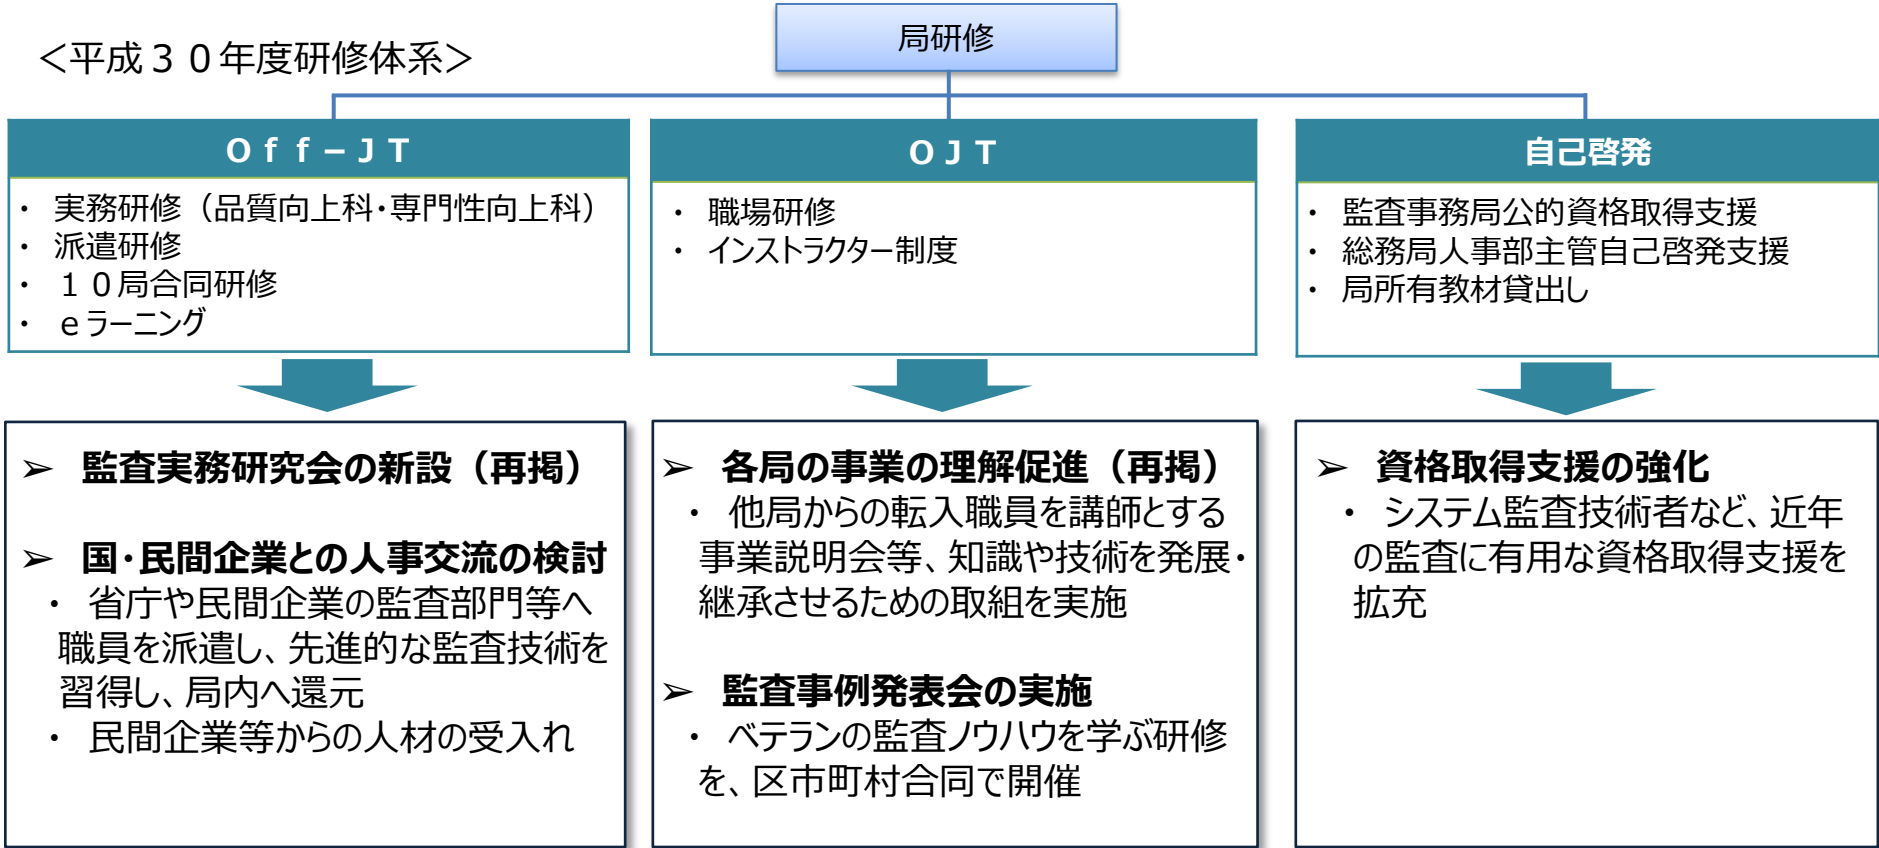 ＜平成３０年度研修体系＞
局研修
Ｏｆｆ－ＪＴ
・ 実務研修（品質向上科・専門性向上科）
・ 派遣研修
・ １０局合同研修
・ ｅラーニング
ＯＪＴ
・ 職場研修
・ インストラクター制度
自己啓発
・ 監査事務局公的資格取得支援
・ 総務局人事部主管自己啓発支援
・ 局所有教材貸出し
➢ 監査実務研究会の新設（再掲）
➢ 国・民間企業との人事交流の検討
・ 省庁や民間企業の監査部門等へ
職員を派遣し、先進的な監査技術を
習得し、局内へ還元
・ 民間企業等からの人材の受入れ
➢ 各局の事業の理解促進（再掲）
・ 他局からの転入職員を講師とする
事業説明会等、知識や技術を発展・
継承させるための取組を実施
➢ 監査事例発表会の実施
・ ベテランの監査ノウハウを学ぶ研修
を、区市町村合同で開催
➢ 資格取得支援の強化
・ システム監査技術者など、近年
の監査に有用な資格取得支援を
拡充